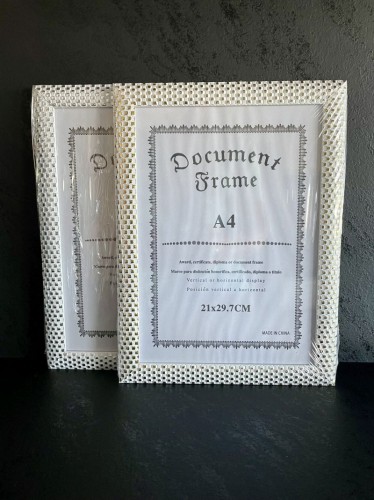 Document
Frame
A4
Award, certificate, diploma or document frame
Marco para distinción honorífica, certificado, diploma o título
Vertical or horizontal display
Posición vertical o horizontal
21x29.7CM
MADE IN CHINA